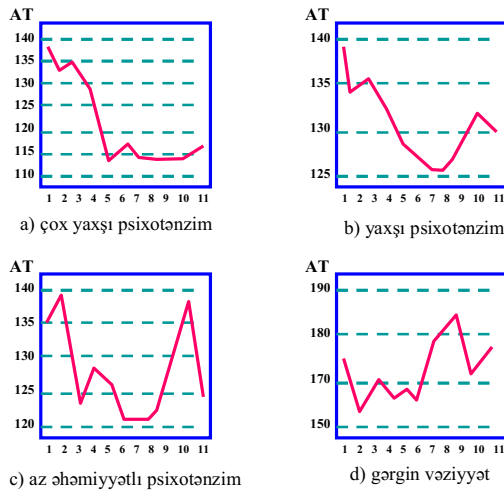 AT
140
135
130
125
120
115
110
1 2 3 4 5 6 7 8 9 10 11
a) çox yaxşı psixotənzim
AT
140
135
130
125
1 2 3 4 5 6 7 8 9 10 11
b) yaxşı psixotənzim
AT
140
135
130
125
120
1 2 3 4 5 6 7 8 9 10 11
c) az əhəmiyyətlı psixotənzim
AT
190
180
170
150
1 2 3 4 5 6 7 8 9 10 11
d) gərgin vəziyyət